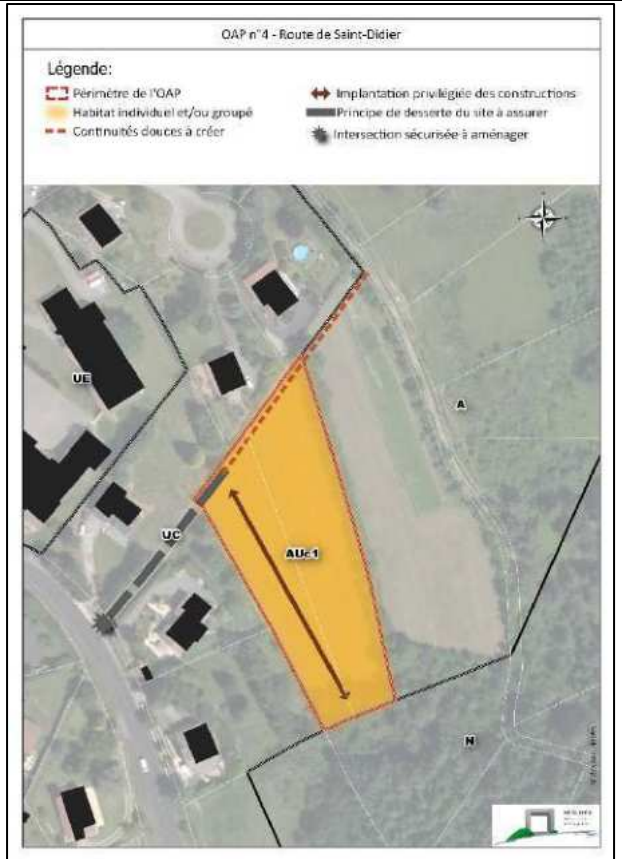 OAP n°4 - Route de Saint-Didier
Légende:
Périmètre de l'OAP
Habitat individuel et/ou groupé
Continuités douces à créer
Implantation privilégiée des constructions
Principe de desserte du site à assurer
Intersection sécurisée à aménager
UE
A
UC
AUc1
N